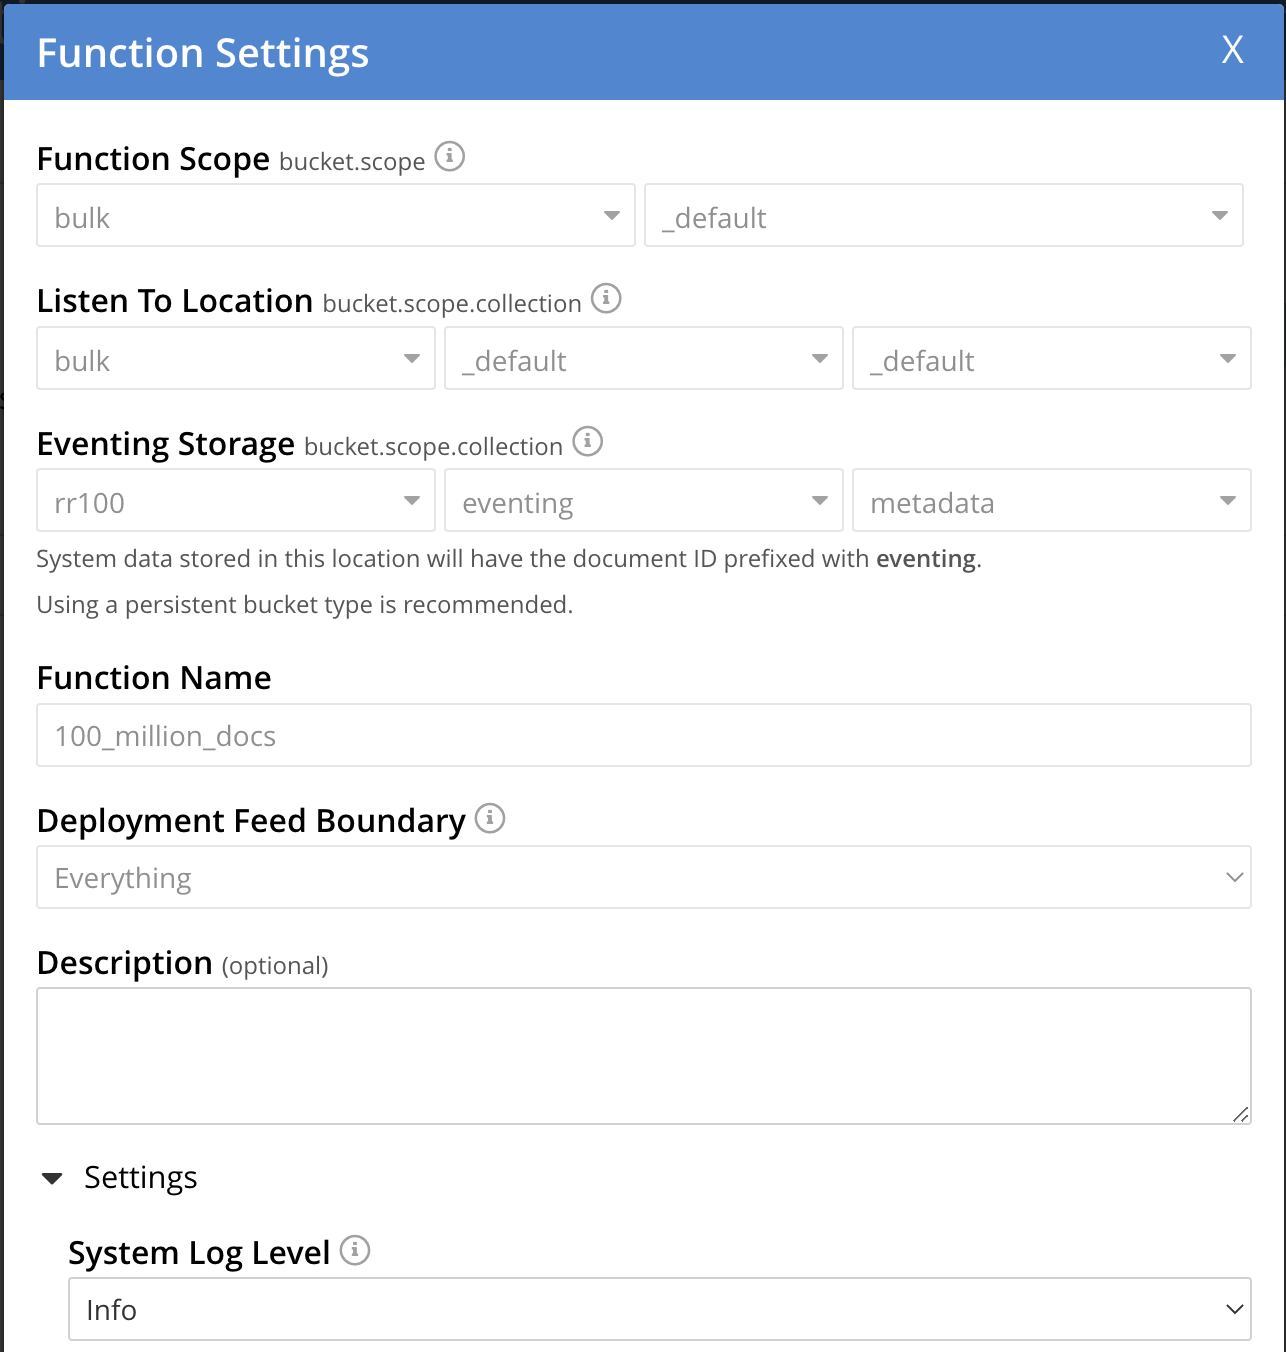 Function Settings X
Function Scope bucket.scope
bulk _default
Listen To Location bucket.scope.collection
bulk _default _default
Eventing Storage bucket.scope.collection
rr100 eventing metadata
System data stored in this location will have the document ID prefixed with eventing.
Using a persistent bucket type is recommended.
Function Name
100_million_docs
Deployment Feed Boundary
Everything
Description (optional)
Settings
System Log Level
Info